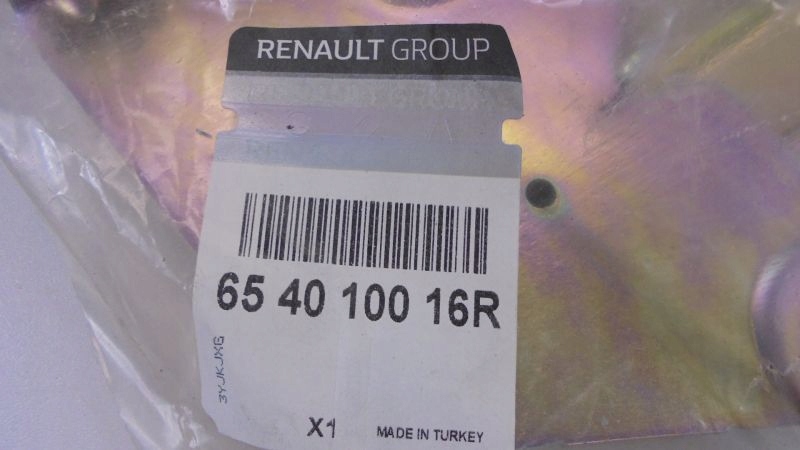 RENAULT GROUP
65 40 100 16R
3YJKJXG
X1
MADE IN TURKEY